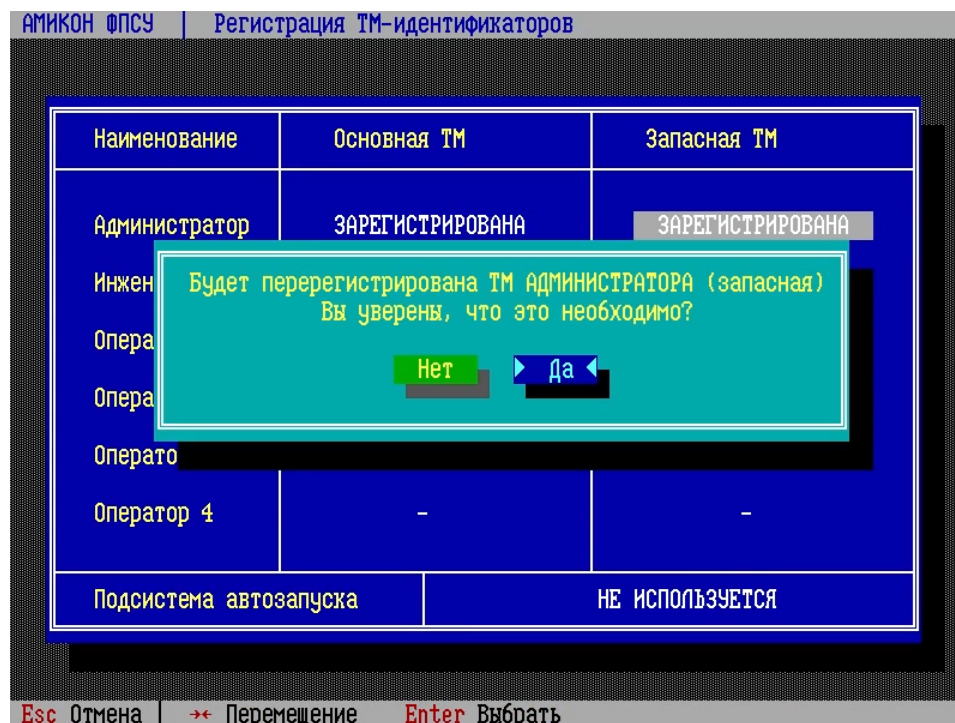 АМИКОН ФПСУ | Регистрация ТМ-идентификаторов
Наименование Основная ТМ Запасная ТМ
Администратор ЗАРЕГИСТРИРОВАНА ЗАРЕГИСТРИРОВАНА
Инжен
Будет перерегистрирована ТМ АДМИНИСТРАТОРА (запасная)
Вы уверены, что это необходимо?
Опера
Нет Да
Опера
Операто
Оператор 4 - -
Подсистема автозапуска НЕ ИСПОЛЬЗУЕТСЯ
Esc Отмена | →← Перемещение Enter Выбрать